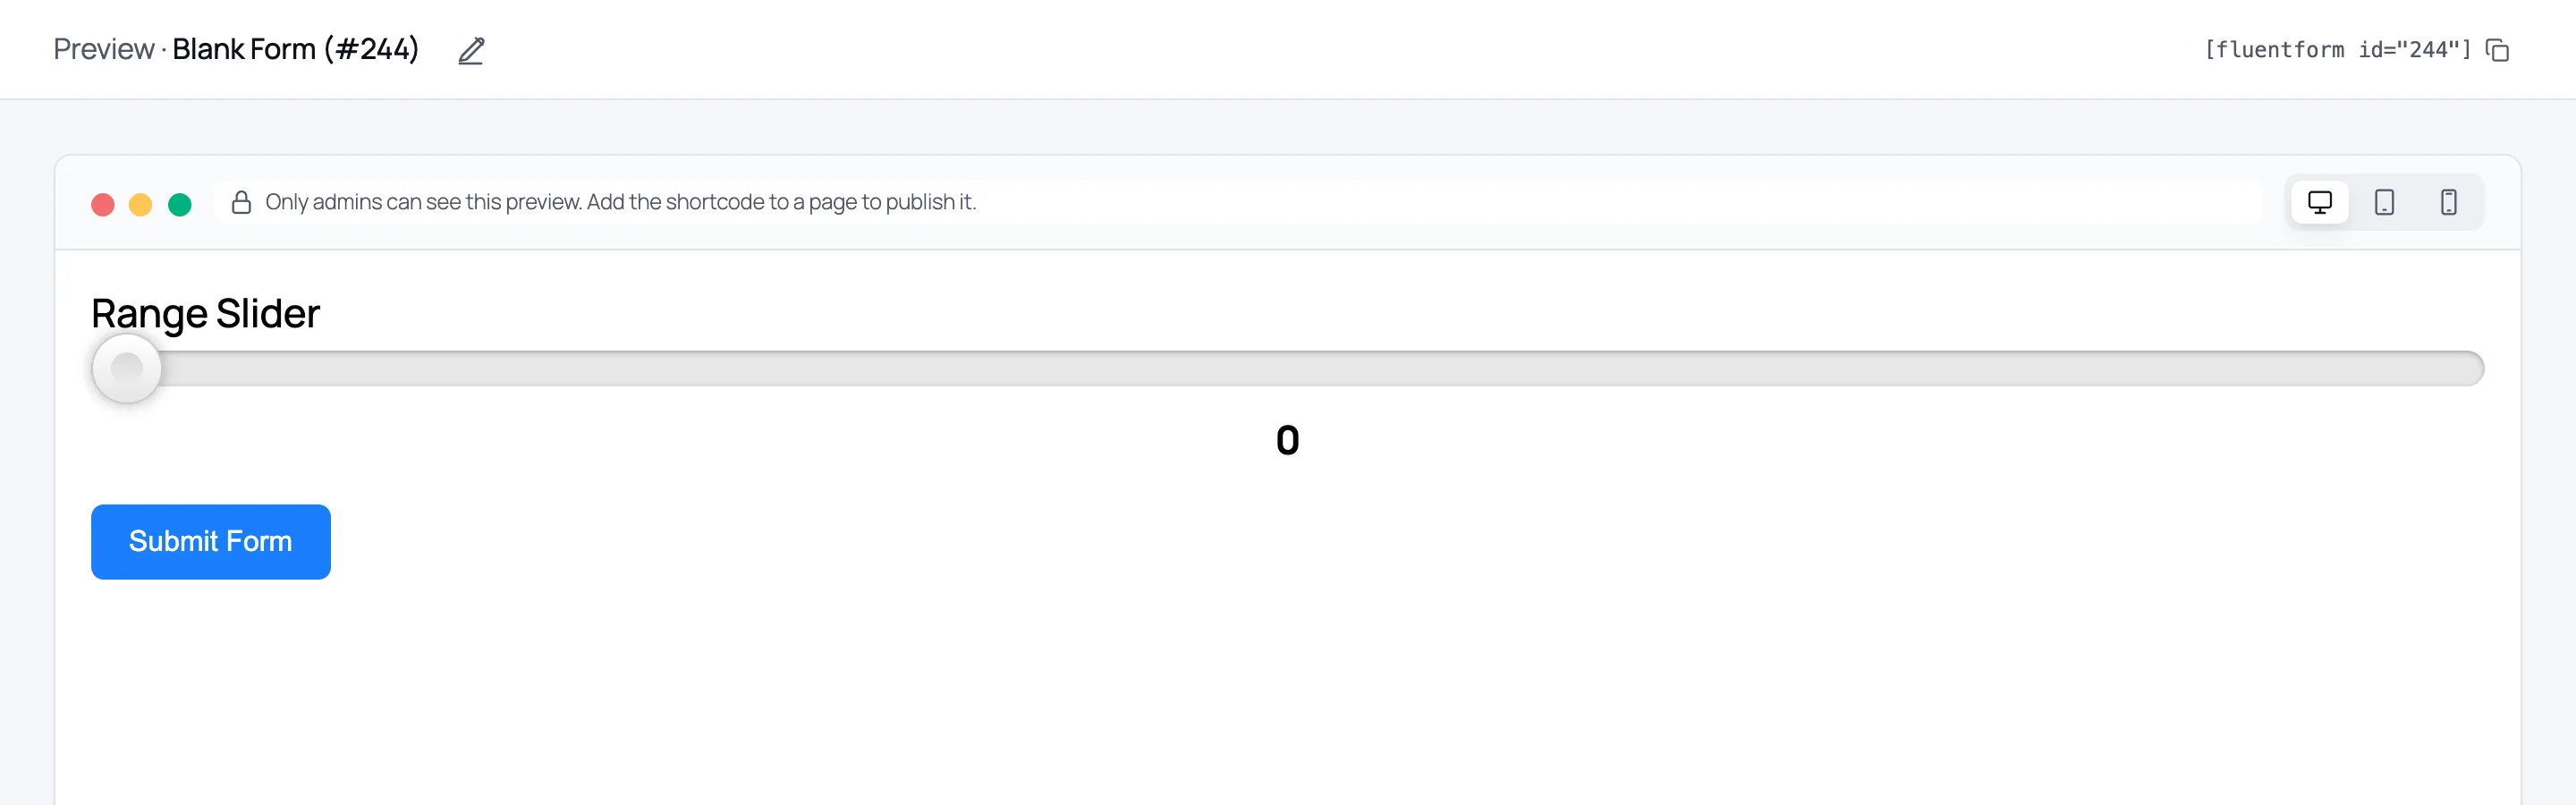 Preview · Blank Form (#244)
[fluentform id="244"]
Only admins can see this preview. Add the shortcode to a page to publish it.
Range Slider
0
Submit Form